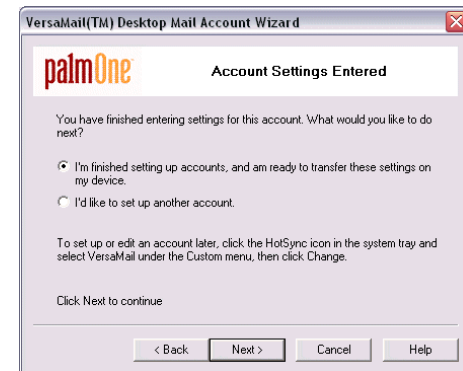 VersaMail(TM) Desktop Mail Account Wizard
palmOne
Account Settings Entered
You have finished entering settings for this account. What would you like to do
next?
I'm finished setting up accounts, and am ready to transfer these settings on
my device.
I'd like to set up another account.
To set up or edit an account later, click the HotSync icon in the system tray and
select VersaMail under the Custom menu, then click Change.
Click Next to continue
< Back Next > Cancel Help